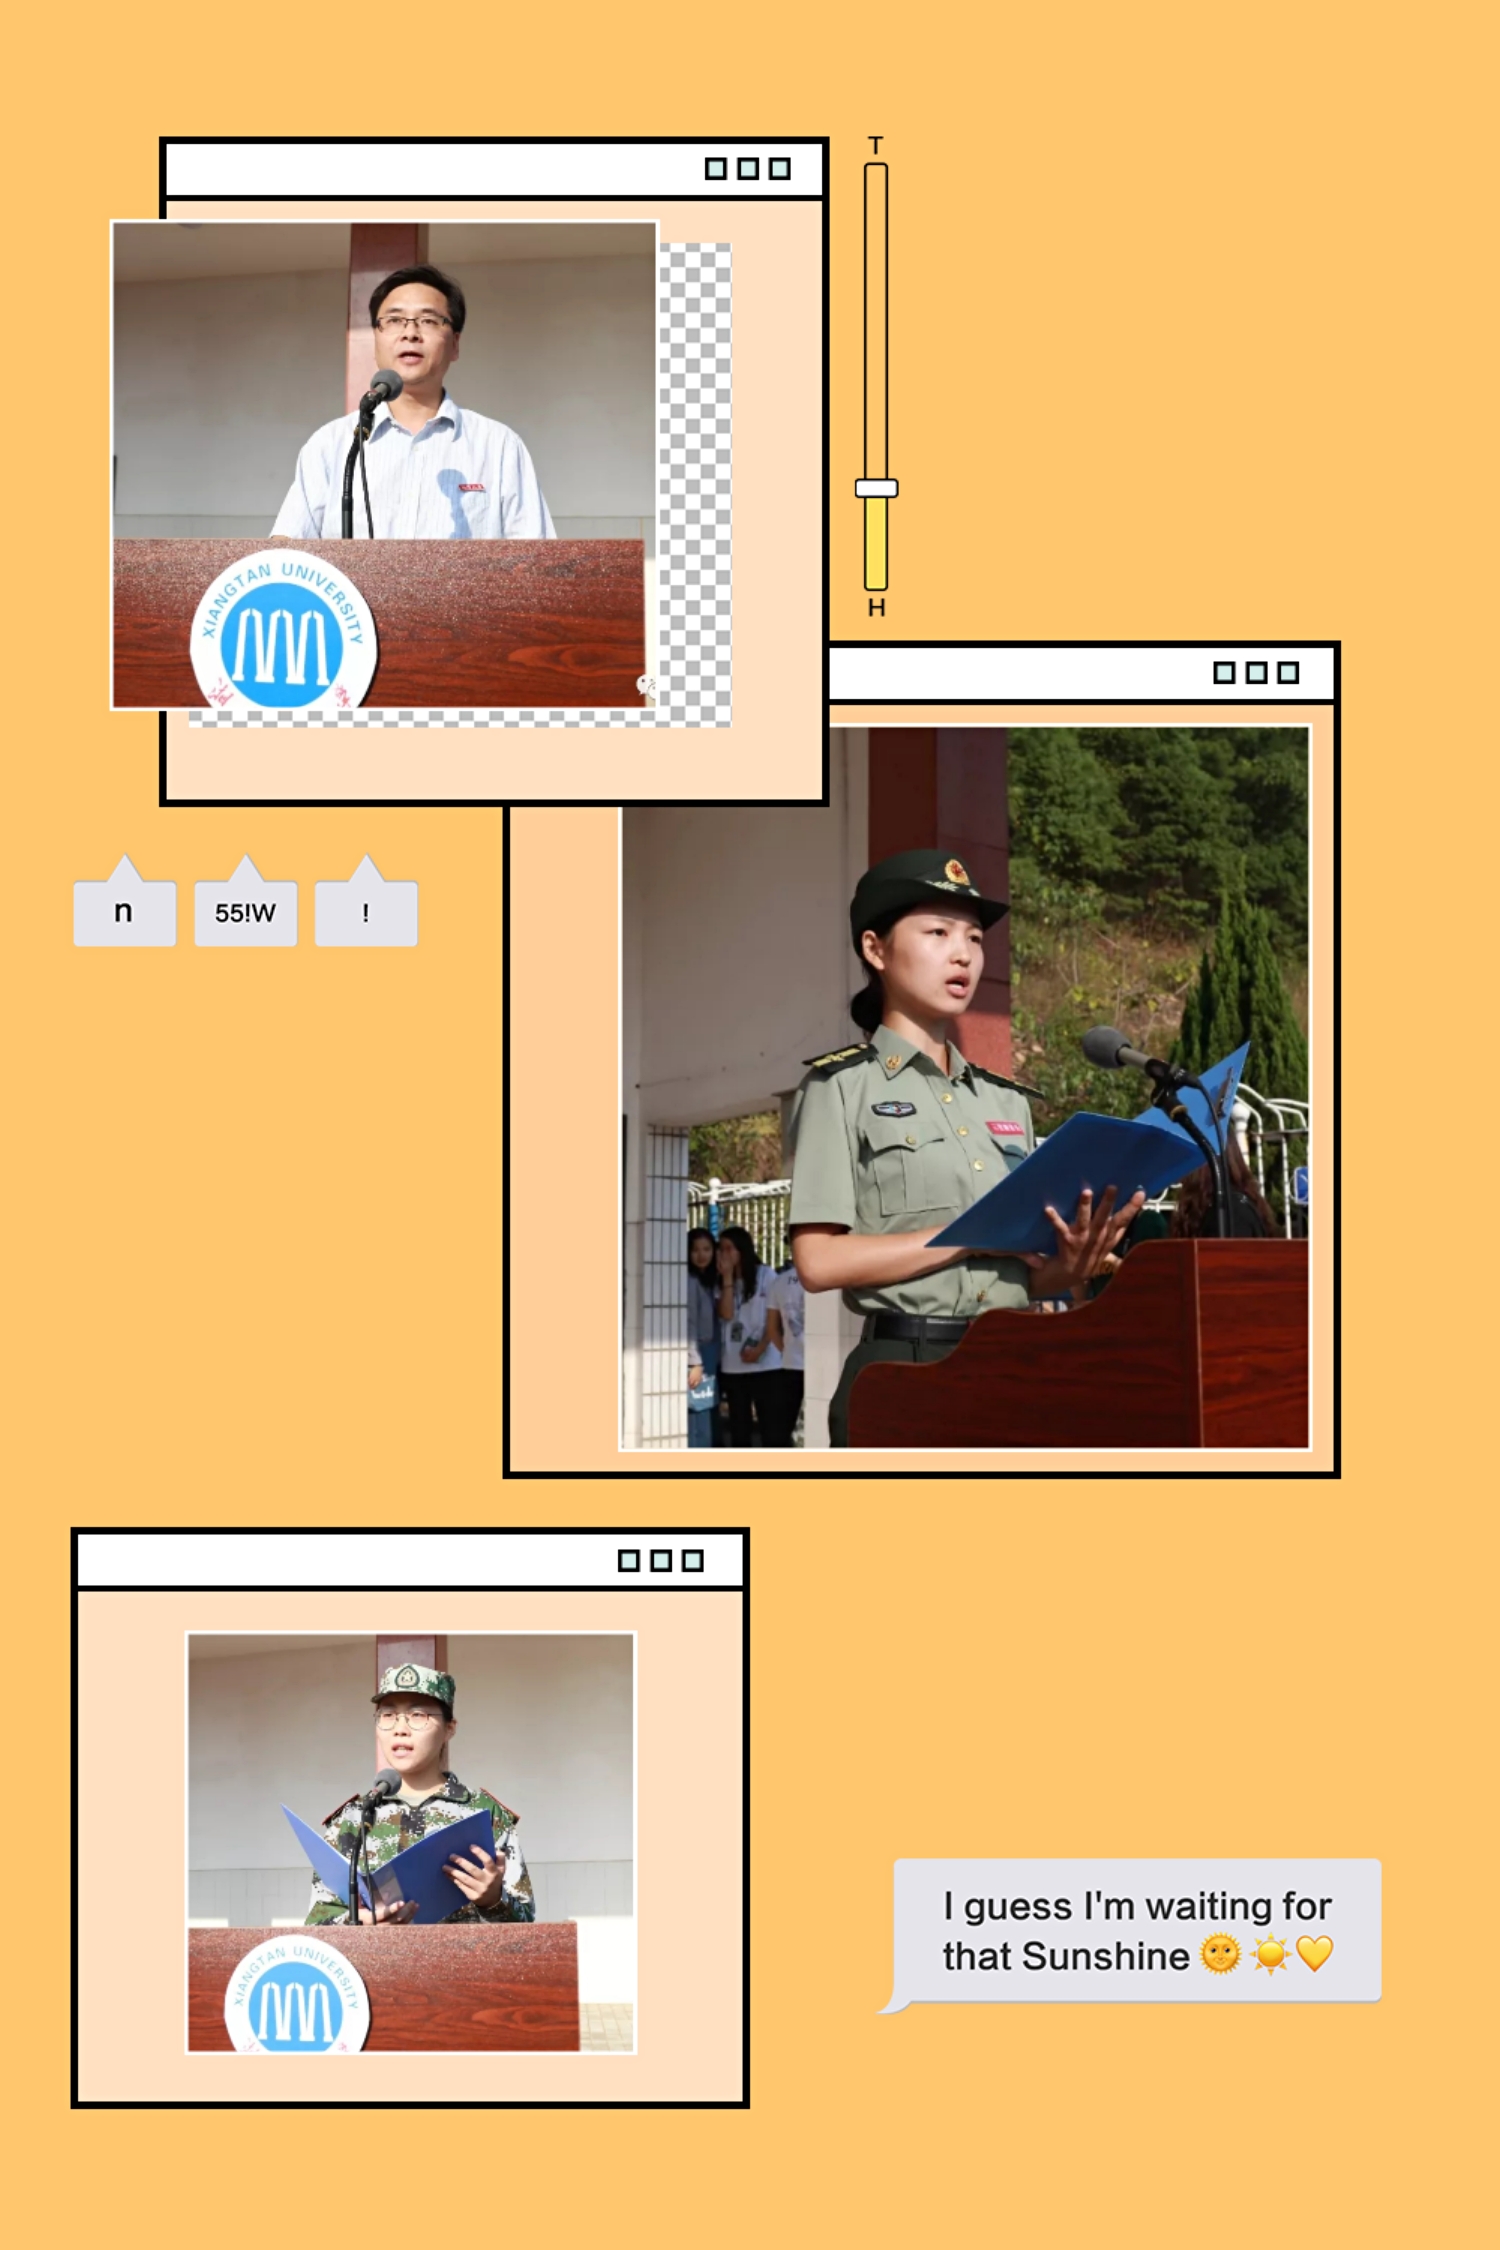 T
XIANGTAN UNIVERSITY
H
n
55!W
!
XIANGTAN UNIVERSITY
I guess I'm waiting for
that Sunshine🌞☀️💛